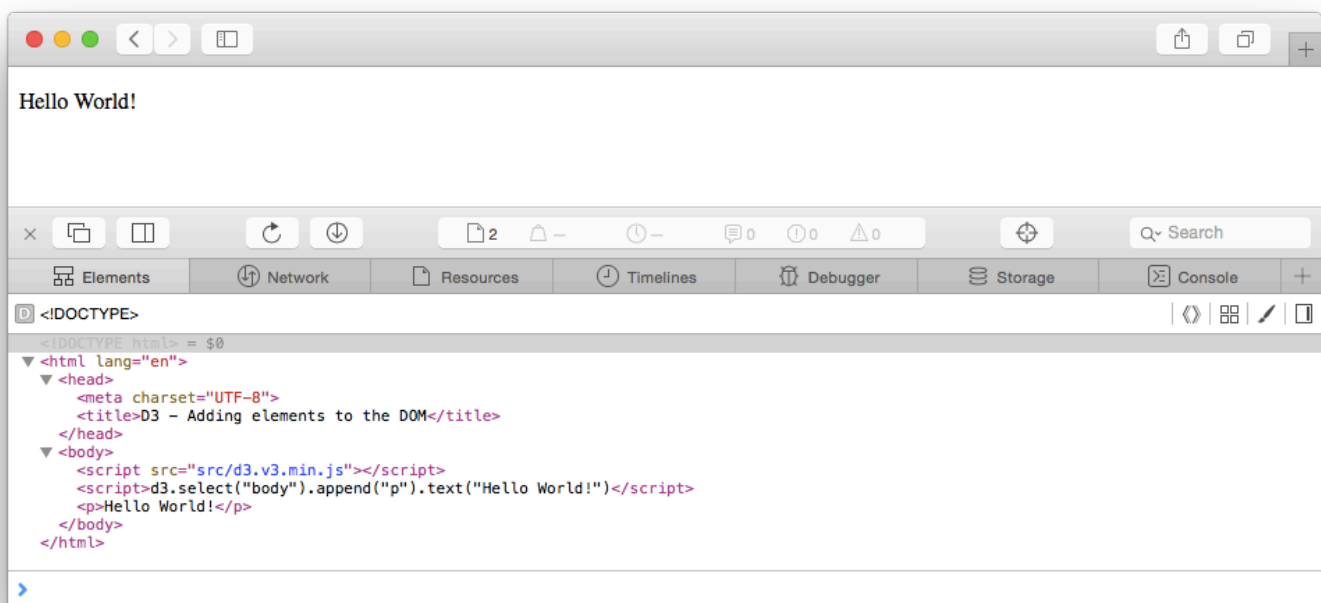 Hello World!
2 — — 0 0 0 Search
Elements Network Resources Timelines Debugger Storage Console
D <!DOCTYPE>
<!DOCTYPE html> = $0
<html lang="en">
<head>
<meta charset="UTF-8">
<title>D3 – Adding elements to the DOM</title>
</head>
<body>
<script src="src/d3.v3.min.js"></script>
<script>d3.select("body").append("p").text("Hello World!")</script>
<p>Hello World!</p>
</body>
</html>